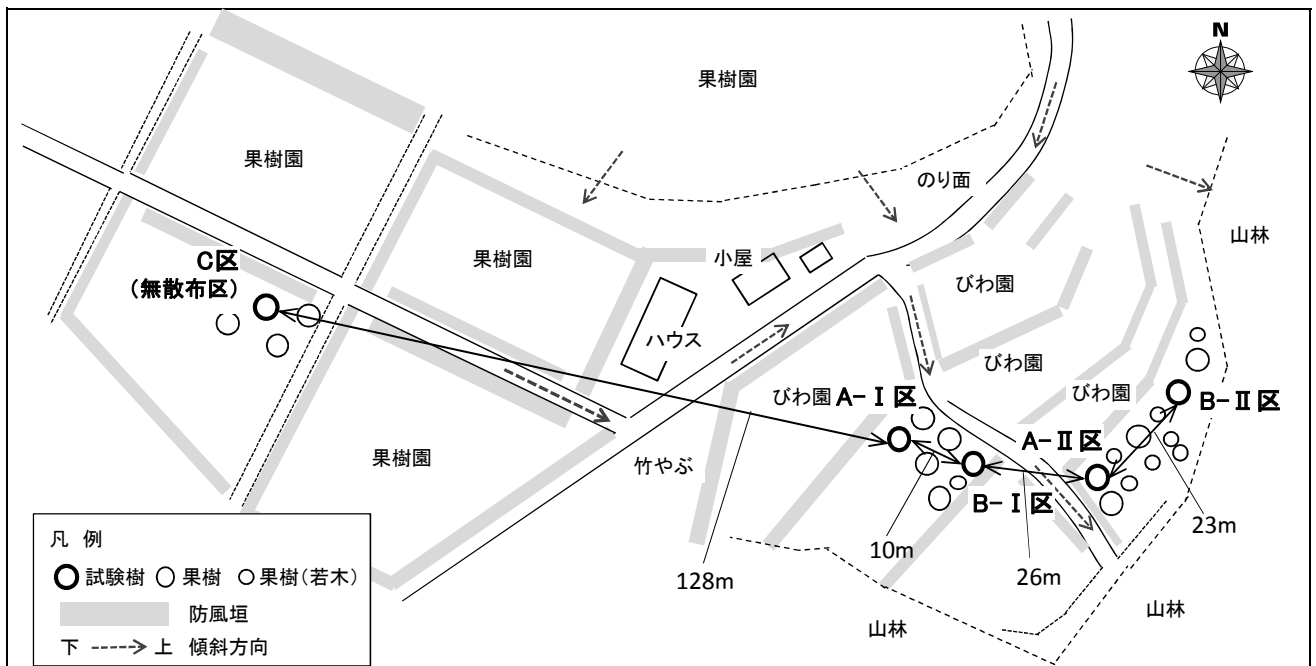 N
果樹園
果樹園
のり面
山林
C区
(無散布区)
果樹園
小屋
びわ園
ハウス
びわ園
びわ園
A-Ⅰ区
びわ園
B-Ⅱ区
A-Ⅱ区
果樹園
竹やぶ
B-Ⅰ区
23m
10m
26m
128m
山林
山林
凡 例
試験樹 果樹 果樹(若木)
防風垣
下 上 傾斜方向